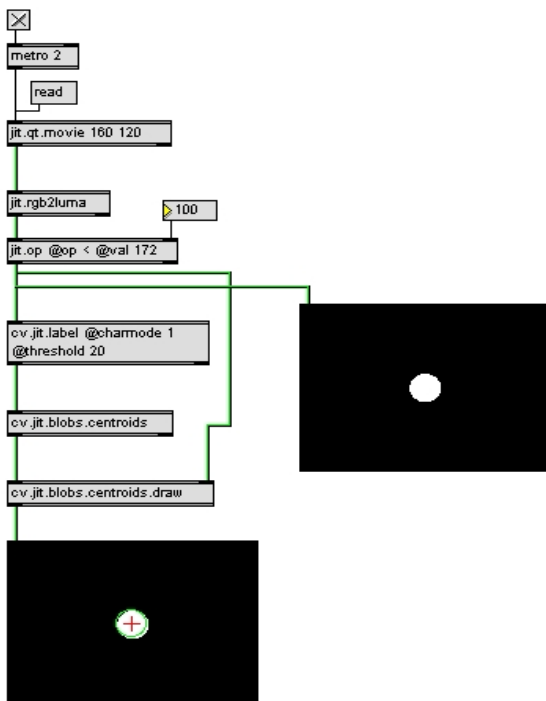 metro 2
read
jit.qt.movie 160 120
jit.rgb2luma
100
jit.op @op < @val 172
cv.jit.label @charmode 1
@threshold 20
cv.jit.blobs.centroids
cv.jit.blobs.centroids.draw